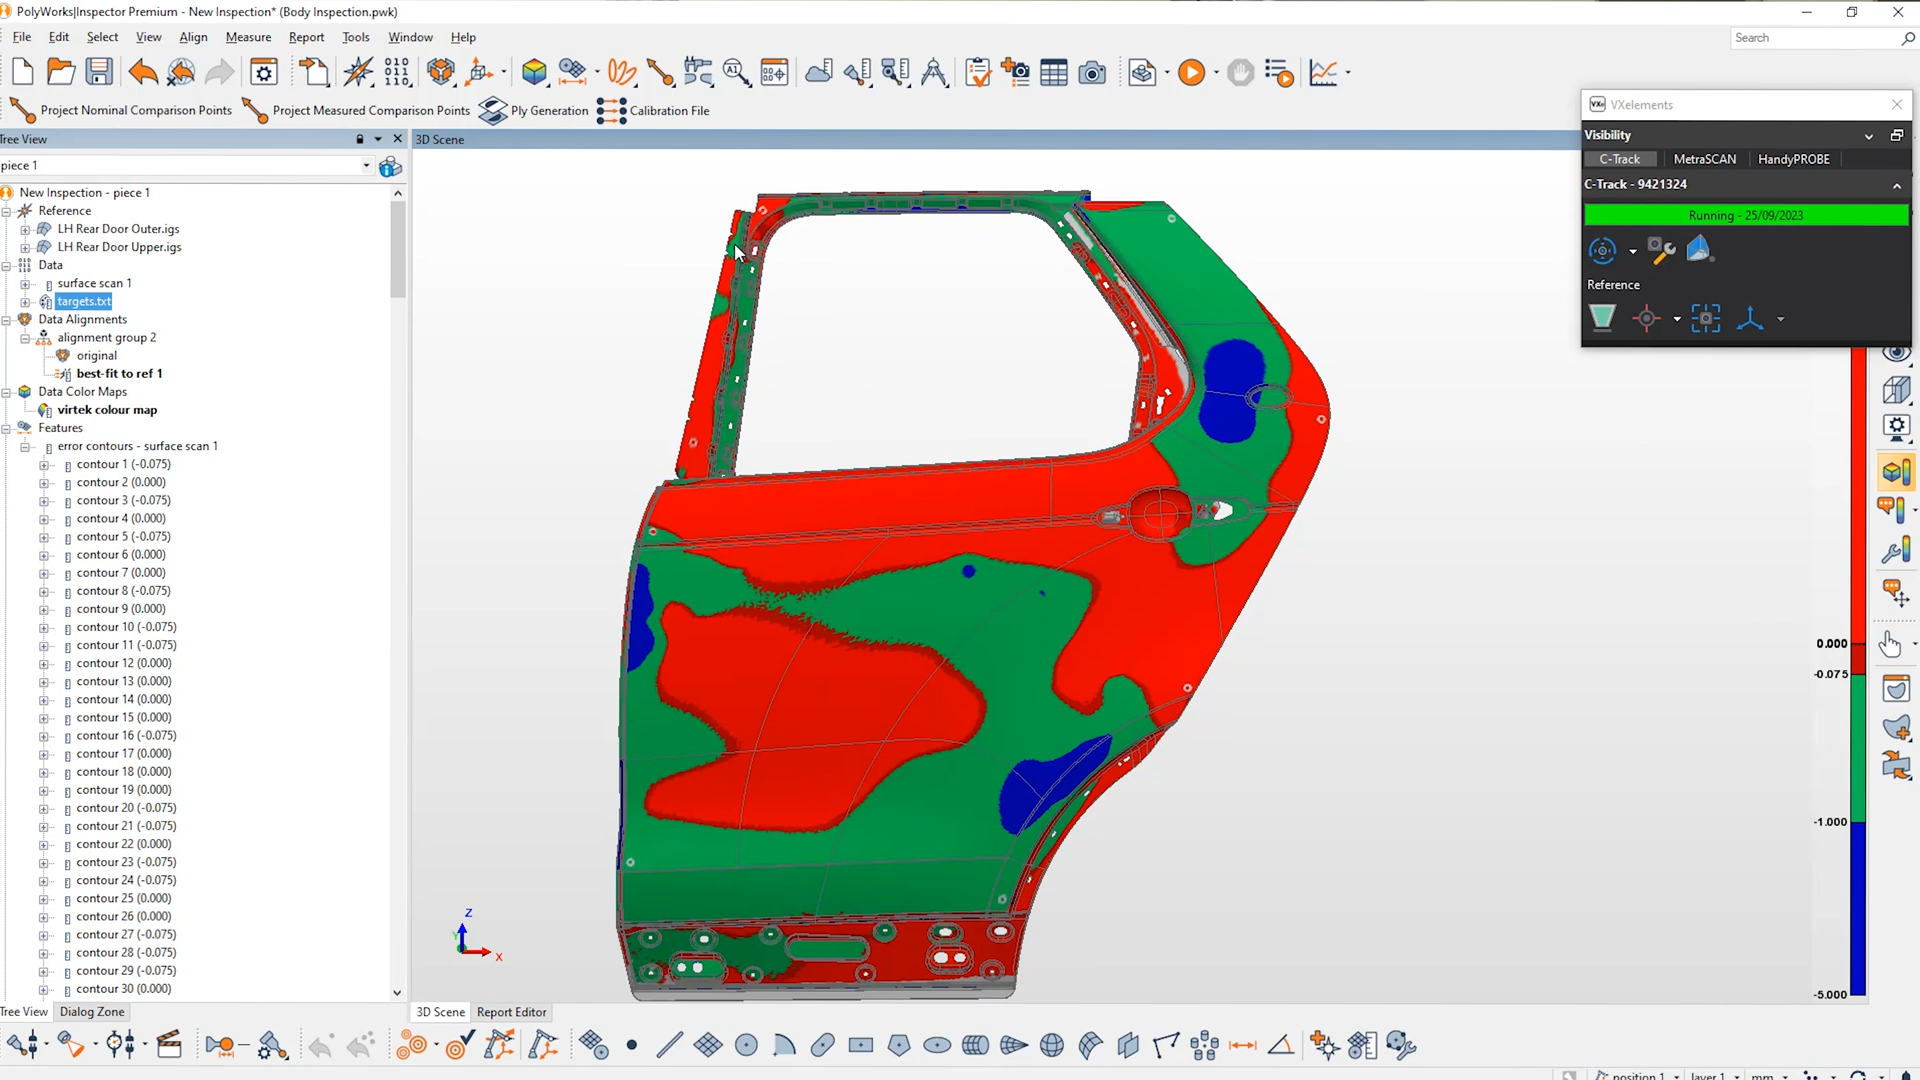 PolyWorks|Inspector Premium - New Inspection* (Body Inspection.pwk)
File Edit Select View Align Measure Report Tools Window Help
Search
Project Nominal Comparison Points Project Measured Comparison Points Ply Generation Calibration File
Tree View
3D Scene
piece 1
New Inspection - piece 1
Reference
LH Rear Door Outer.igs
LH Rear Door Upper.igs
Data
surface scan 1
targets.txt
Data Alignments
alignment group 2
original
best-fit to ref 1
Data Color Maps
virtek colour map
Features
error contours - surface scan 1
contour 1 (-0.075)
contour 2 (0.000)
contour 3 (-0.075)
contour 4 (0.000)
contour 5 (-0.075)
contour 6 (0.000)
contour 7 (0.000)
contour 8 (-0.075)
contour 9 (0.000)
contour 10 (-0.075)
contour 11 (-0.075)
contour 12 (0.000)
contour 13 (0.000)
contour 14 (0.000)
contour 15 (0.000)
contour 16 (-0.075)
contour 17 (0.000)
contour 18 (0.000)
contour 19 (0.000)
contour 20 (-0.075)
contour 21 (-0.075)
contour 22 (0.000)
contour 23 (-0.075)
contour 24 (-0.075)
contour 25 (0.000)
contour 26 (0.000)
contour 27 (-0.075)
contour 28 (-0.075)
contour 29 (-0.075)
contour 30 (0.000)
Tree View Dialog Zone
VXelements
Visibility
C-Track MetraSCAN HandyPROBE
C-Track - 9421324
Running - 25/09/2023
Reference
0.000
-0.075
-1.000
-5.000
Z
Y
X
3D Scene Report Editor
position 1 layer 1 mm